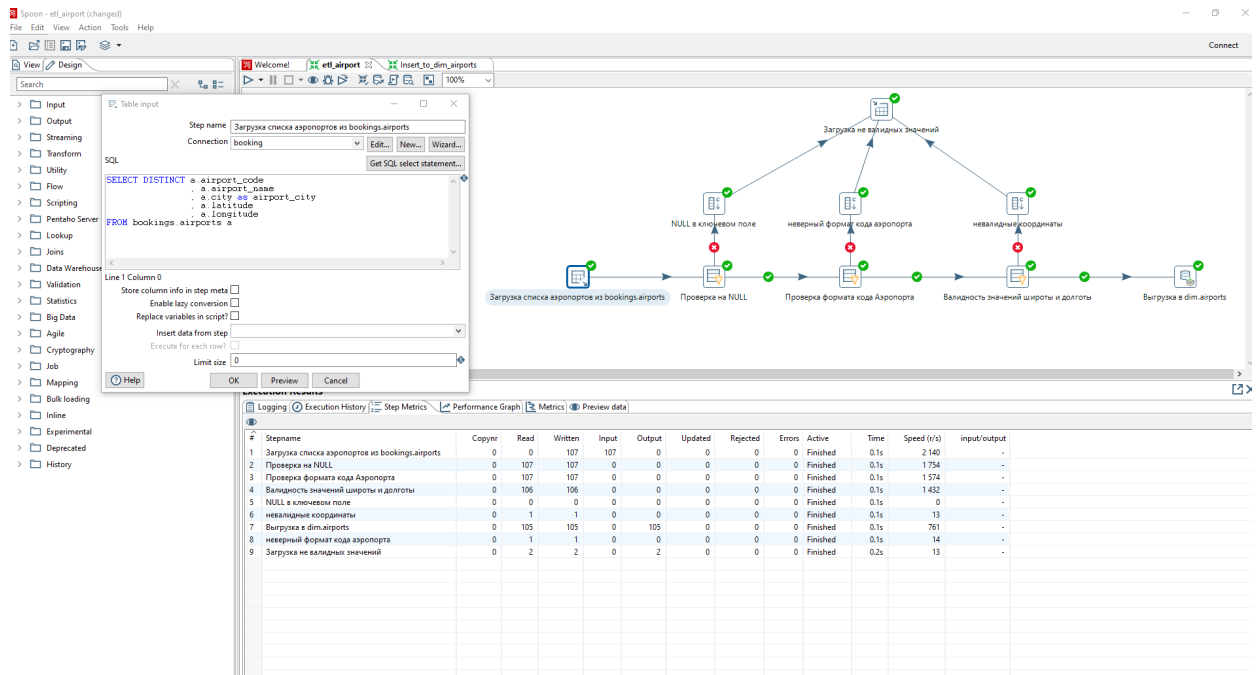 Spoon - etl_airport (changed)
File Edit View Action Tools Help
Connect
View Design
Welcome! etl_airport Insert_to_dim_airports
Search
100%
Input
Output
Streaming
Transform
Utility
Flow
Scripting
Pentaho Server
Lookup
Joins
Data Warehouse
Validation
Statistics
Big Data
Agile
Cryptography
Job
Mapping
Bulk loading
Inline
Experimental
Deprecated
History
Table input
Step name Загрузка списка аэропортов из bookings.airports
Connection booking Edit... New... Wizard...
SQL Get SQL select statement...
SELECT DISTINCT a.airport_code
, a.airport_name
, a.city as airport_city
, a.latitude
, a.longitude
FROM bookings.airports a
Line 1 Column 0
Store column info in step meta
Enable lazy conversion
Replace variables in script?
Insert data from step
Execute for each row?
Limit size 0
Help OK Preview Cancel
Загрузка не валидных значений
NULL в ключевом поле неверный формат кода аэропорта невалидные координаты
Загрузка списка аэропортов из bookings.airports Проверка на NULL Проверка формата кода Аэропорта Валидность значений широты и долготы Выгрузка в dim.airports
Execution Results
Logging Execution History Step Metrics Performance Graph Metrics Preview data
# Stepname Copynr Read Written Input Output Updated Rejected Errors Active Time Speed (r/s) input/output
1 Загрузка списка аэропортов из bookings.airports 0 0 107 107 0 0 0 0 Finished 0.1s 2 140 -
2 Проверка на NULL 0 107 107 0 0 0 0 0 Finished 0.1s 1 754 -
3 Проверка формата кода Аэропорта 0 107 107 0 0 0 0 0 Finished 0.1s 1 574 -
4 Валидность значений широты и долготы 0 106 106 0 0 0 0 0 Finished 0.1s 1 432 -
5 NULL в ключевом поле 0 0 0 0 0 0 0 0 Finished 0.1s 0 -
6 невалидные координаты 0 1 1 0 0 0 0 0 Finished 0.1s 13 -
7 Выгрузка в dim.airports 0 105 105 0 105 0 0 0 Finished 0.1s 761 -
8 неверный формат кода аэропорта 0 1 1 0 0 0 0 0 Finished 0.1s 14 -
9 Загрузка не валидных значений 0 2 2 0 2 0 0 0 Finished 0.2s 13 -